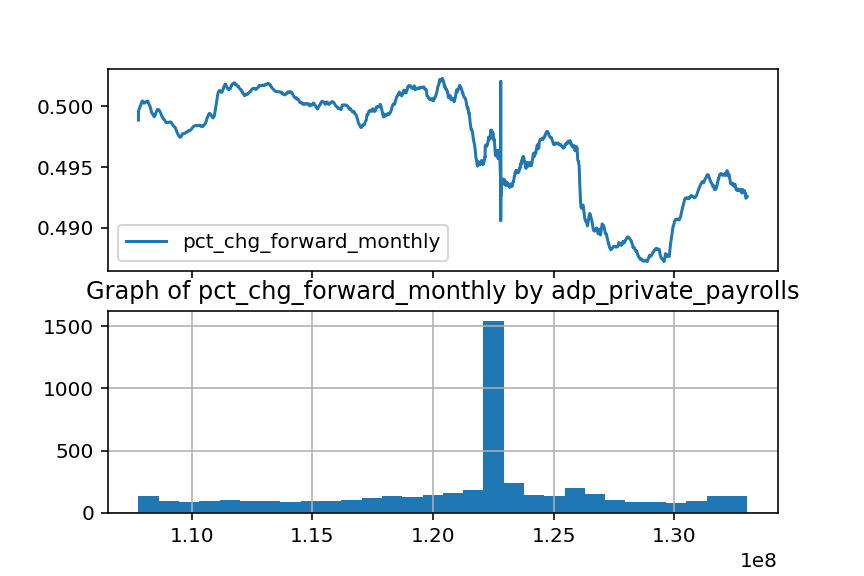 0.500
0.495
0.490
pct_chg_forward_monthly
Graph of pct_chg_forward_monthly by adp_private_payrolls
1500
1000
500
0
1.10 1.15 1.20 1.25 1.30
1e8